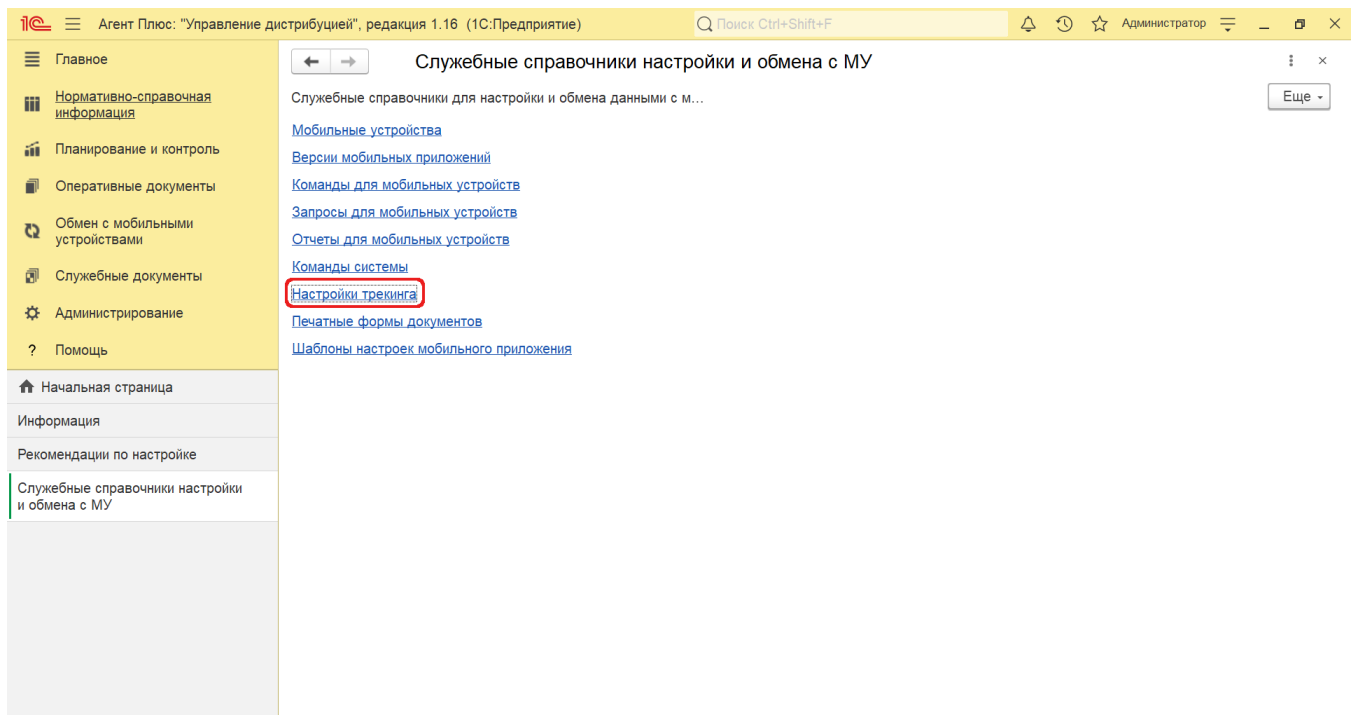 1С Агент Плюс: "Управление дистрибуцией", редакция 1.16 (1С:Предприятие) Поиск Ctrl+Shift+F Администратор
Главное
Нормативно-справочная
информация
Планирование и контроль
Оперативные документы
Обмен с мобильными
устройствами
Служебные документы
Администрирование
? Помощь
Начальная страница
Информация
Рекомендации по настройке
Служебные справочники настройки
и обмена с МУ
Служебные справочники настройки и обмена с МУ
Служебные справочники для настройки и обмена данными с м...
Еще
Мобильные устройства
Версии мобильных приложений
Команды для мобильных устройств
Запросы для мобильных устройств
Отчеты для мобильных устройств
Команды системы
Настройки трекинга
Печатные формы документов
Шаблоны настроек мобильного приложения